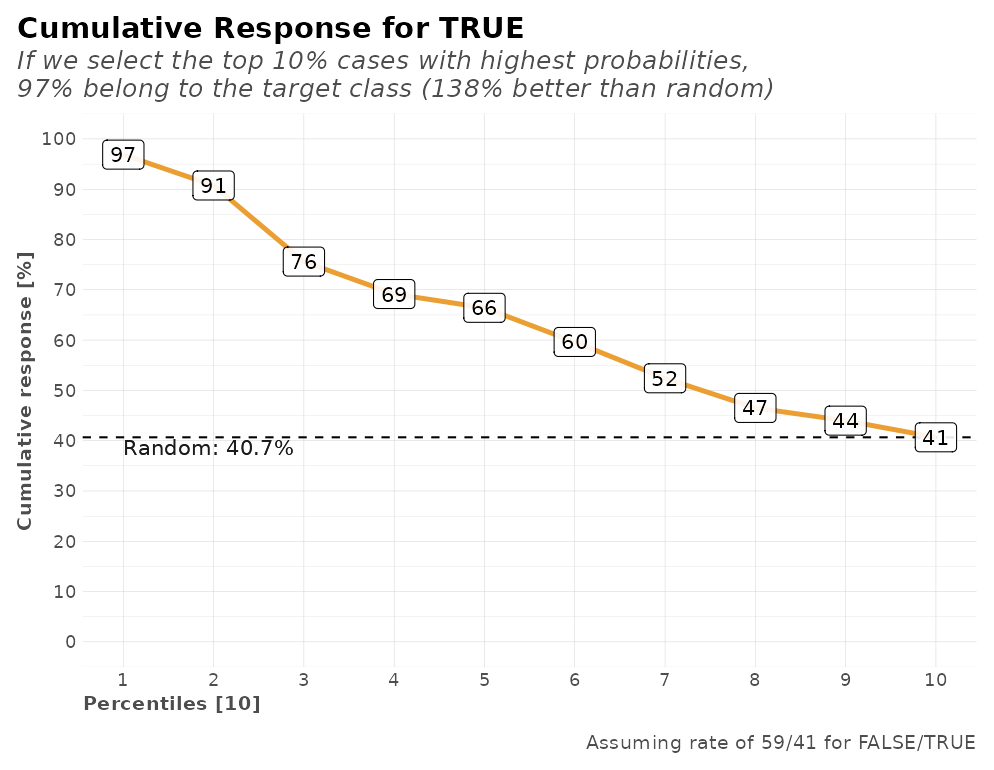 Cumulative Response for TRUE
If we select the top 10% cases with highest probabilities,
97% belong to the target class (138% better than random)
Cumulative response [%]
100
90
80
70
60
50
40
30
20
10
0
97
91
76
69
66
60
52
47
44
41
Random: 40.7%
1 2 3 4 5 6 7 8 9 10
Percentiles [10]
Assuming rate of 59/41 for FALSE/TRUE